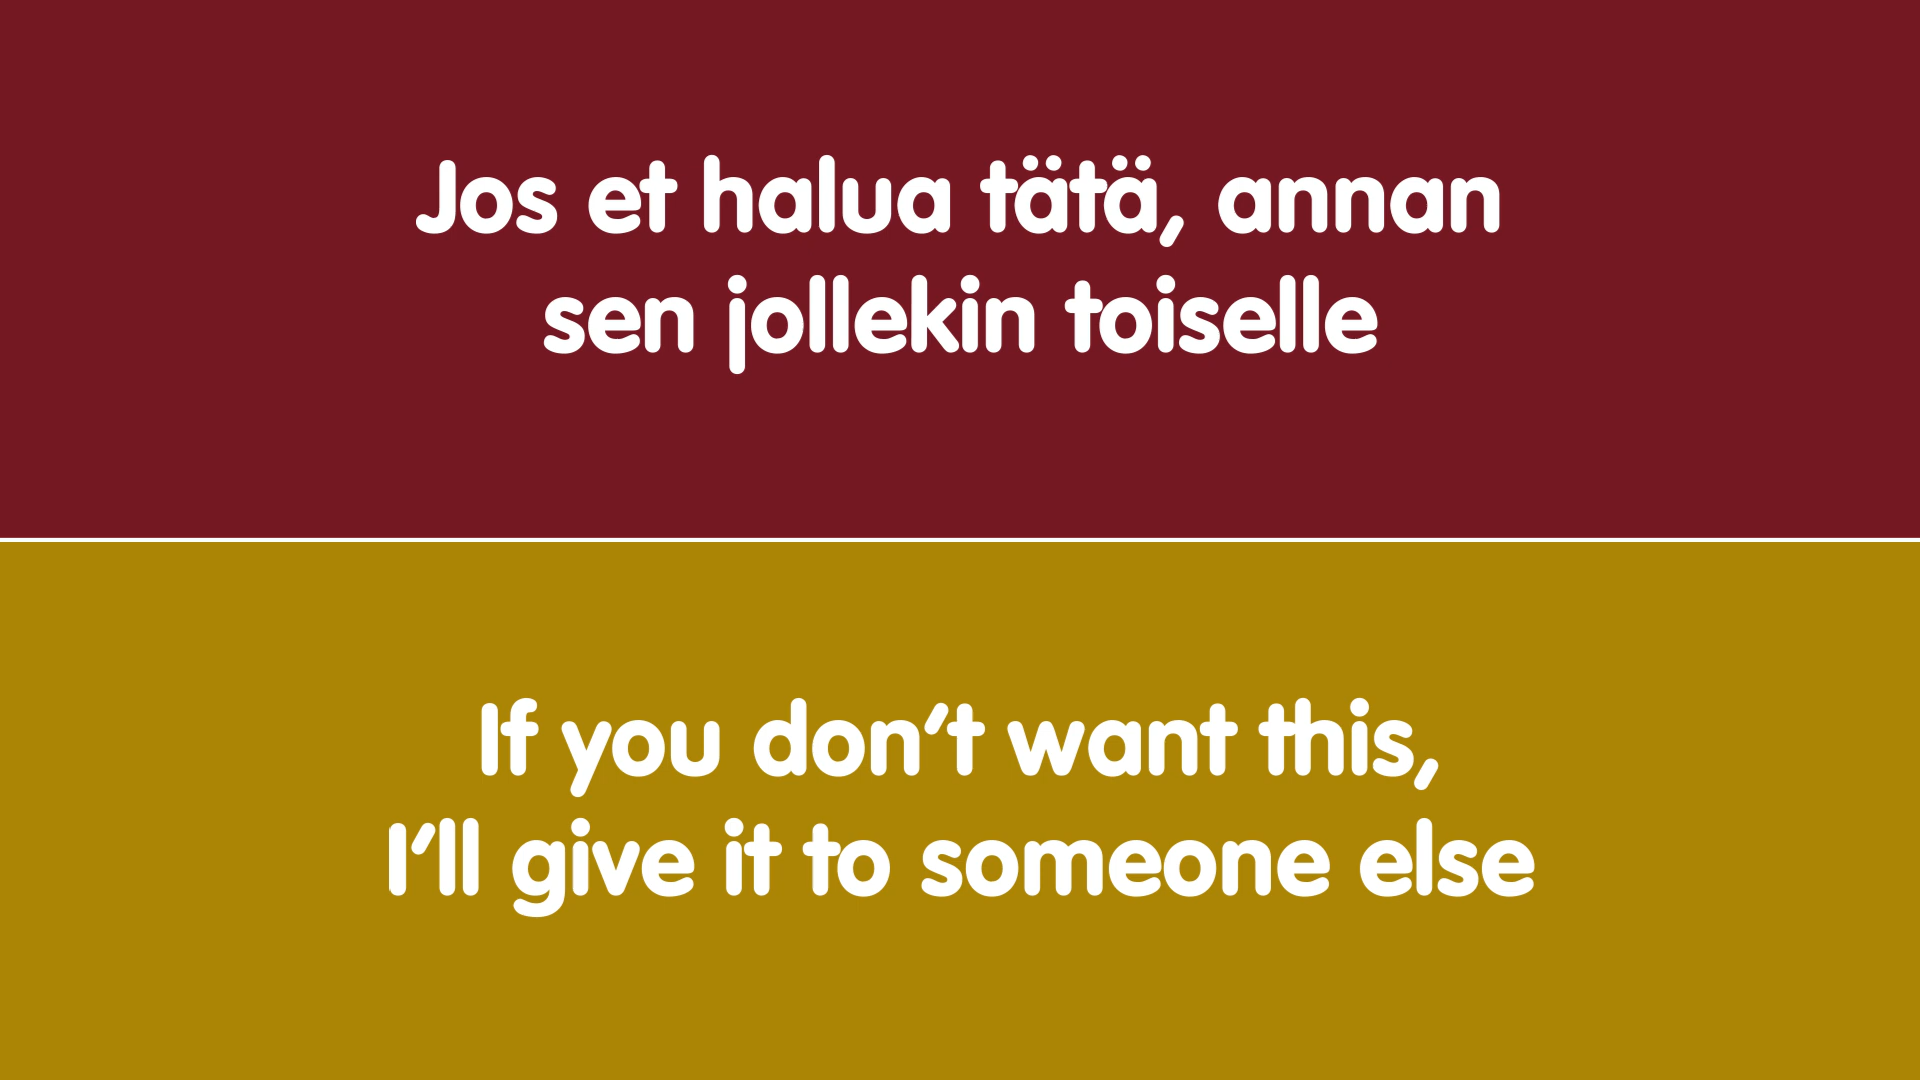 Jos et halua tätä, annan
sen jollekin toiselle
If you don't want this,
I'll give it to someone else